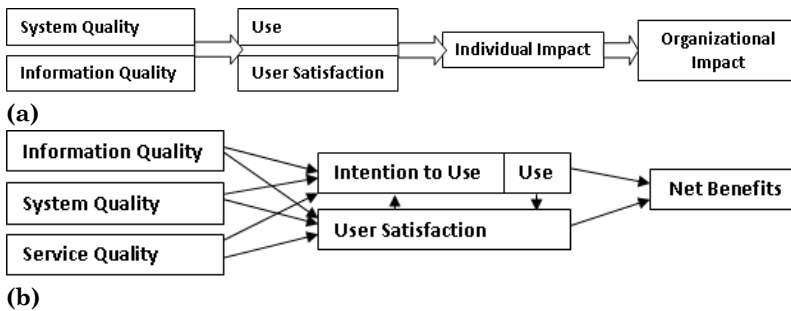 System Quality
Information Quality
Use
User Satisfaction
Individual Impact
Organizational
Impact
(a)
Information Quality
System Quality
Service Quality
Intention to Use
Use
User Satisfaction
Net Benefits
(b)